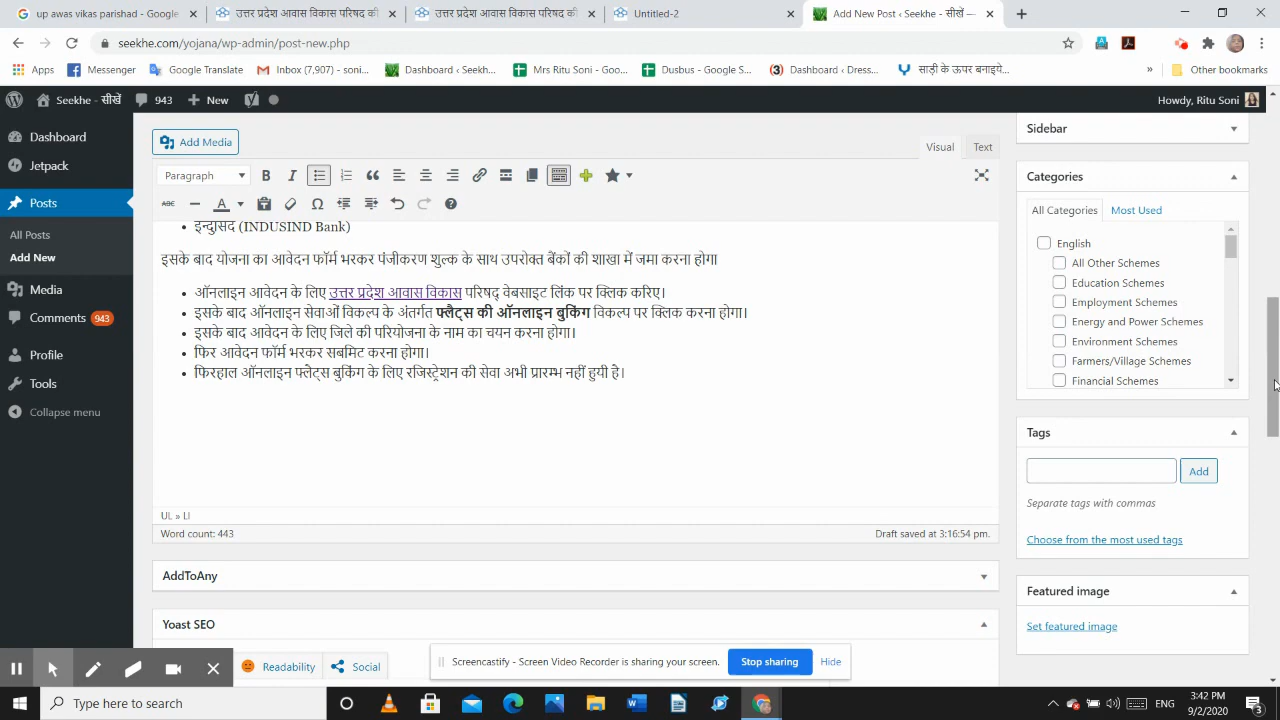 up awas vikas parishad - Google
उत्तर प्रदेश आवास विकास परिषद की
उत्तर प्रदेश आवास विकास परिषद की
Untitled-2
Add New Post ‹ Seekhe - सीखें —
seekhe.com/yojana/wp-admin/post-new.php
Apps
Messenger
Google Translate
Inbox (7,907) - soni...
Dashboard ‹ Seekh...
Mrs Ritu Soni - Goo...
Dusbus - Google S...
Dashboard ‹ Dress...
साड़ी के ऊपर बनाइये...
»
Other bookmarks
Seekhe - सीखें
943
New
Howdy, Ritu Soni
Dashboard
Jetpack
Posts
All Posts
Add New
Media
Comments 943
Profile
Tools
Collapse menu
Add Media
Visual
Text
Paragraph
इन्दुसिंद (INDUSIND Bank)
इसके बाद योजना का आवेदन फॉर्म भरकर पंजीकरण शुल्क के साथ उपरोक्त बैंकों की शाखा में जमा करना होगा
ऑनलाइन आवेदन के लिए उत्तर प्रदेश आवास विकास परिषद् वेबसाइट लिंक पर क्लिक करिए।
इसके बाद ऑनलाइन सेवाओं विकल्प के अंतर्गत फ्लैट्स की ऑनलाइन बुकिंग विकल्प पर क्लिक करना होगा।
इसके बाद आवेदन के लिए जिले की परियोजना के नाम का चयन करना होगा।
फिर आवेदन फॉर्म भरकर सबमिट करना होगा।
फिरहाल ऑनलाइन फ्लैट्स बुकिंग के लिए रजिस्ट्रेशन की सेवा अभी प्रारम्भ नहीं हुयी है।
UL » LI
Word count: 443
Draft saved at 3:16:54 pm.
AddToAny
Yoast SEO
Readability
Social
Sidebar
Categories
All Categories
Most Used
English
All Other Schemes
Education Schemes
Employment Schemes
Energy and Power Schemes
Environment Schemes
Farmers/Village Schemes
Financial Schemes
Tags
Add
Separate tags with commas
Choose from the most used tags
Featured image
Set featured image
Screencastify - Screen Video Recorder is sharing your screen.
Stop sharing
Hide
Type here to search
ENG
3:42 PM
9/2/2020
3